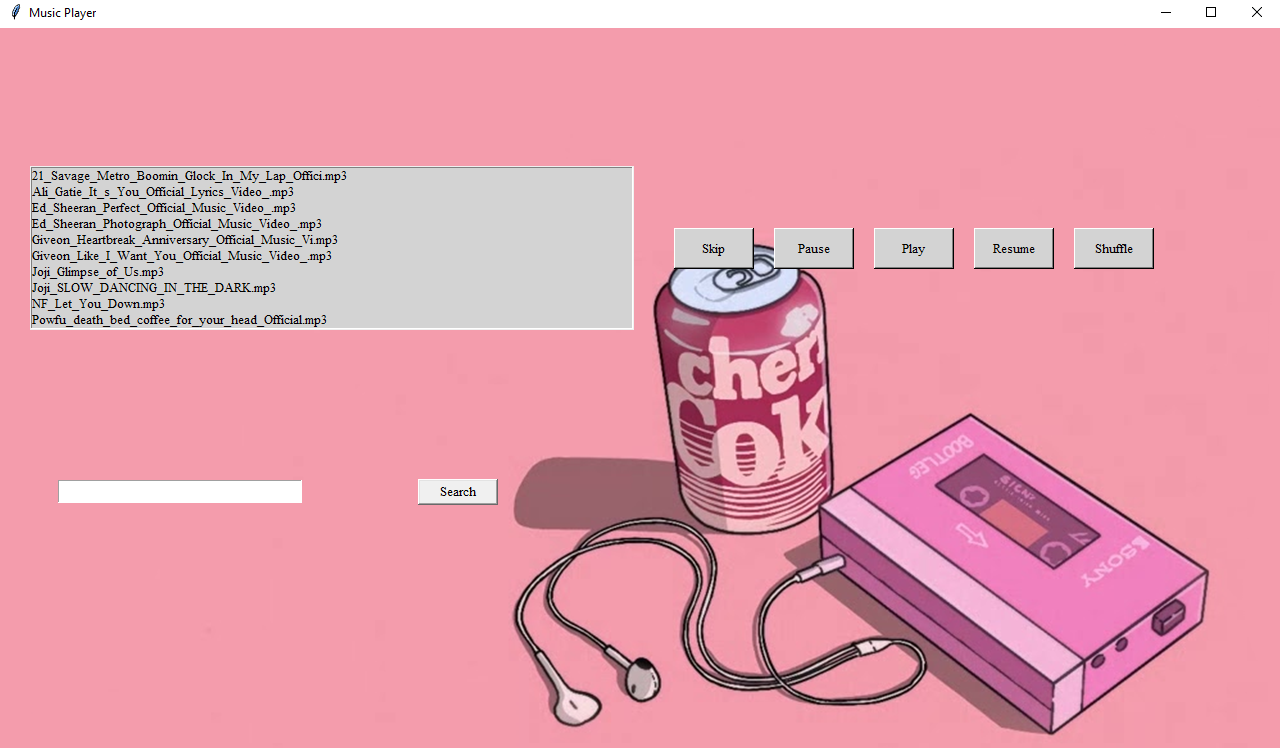 Music Player
21_Savage_Metro_Boomin_Glock_In_My_Lap_Offici.mp3
Ali_Gatie_It_s_You_Official_Lyrics_Video_.mp3
Ed_Sheeran_Perfect_Official_Music_Video_.mp3
Ed_Sheeran_Photograph_Official_Music_Video_.mp3
Giveon_Heartbreak_Anniversary_Official_Music_Vi.mp3
Giveon_Like_I_Want_You_Official_Music_Video_.mp3
Joji_Glimpse_of_Us.mp3
Joji_SLOW_DANCING_IN_THE_DARK.mp3
NF_Let_You_Down.mp3
Powfu_death_bed_coffee_for_your_head_Official.mp3
Skip Pause Play Resume Shuffle
cherr
Cok
BOOTLEG
SONY
Search